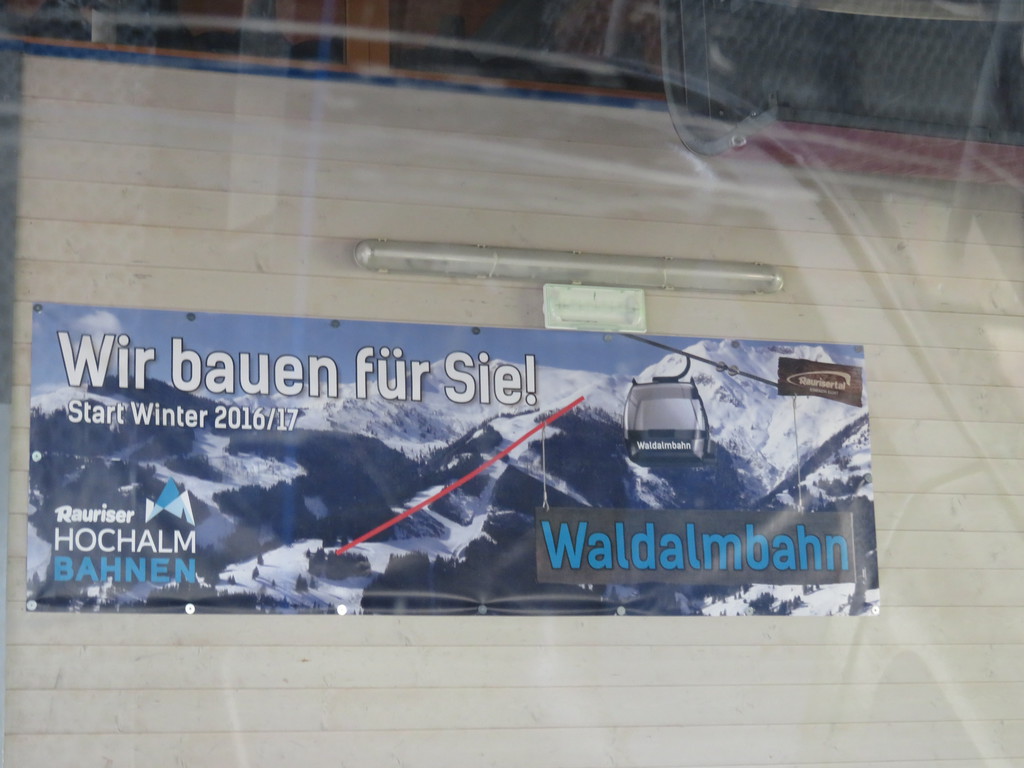 Wir bauen für Sie!
Start Winter 2016/17
Raurisertal
Waldalmbahn
Rauriser
HOCHALM
BAHNEN
Waldalmbahn